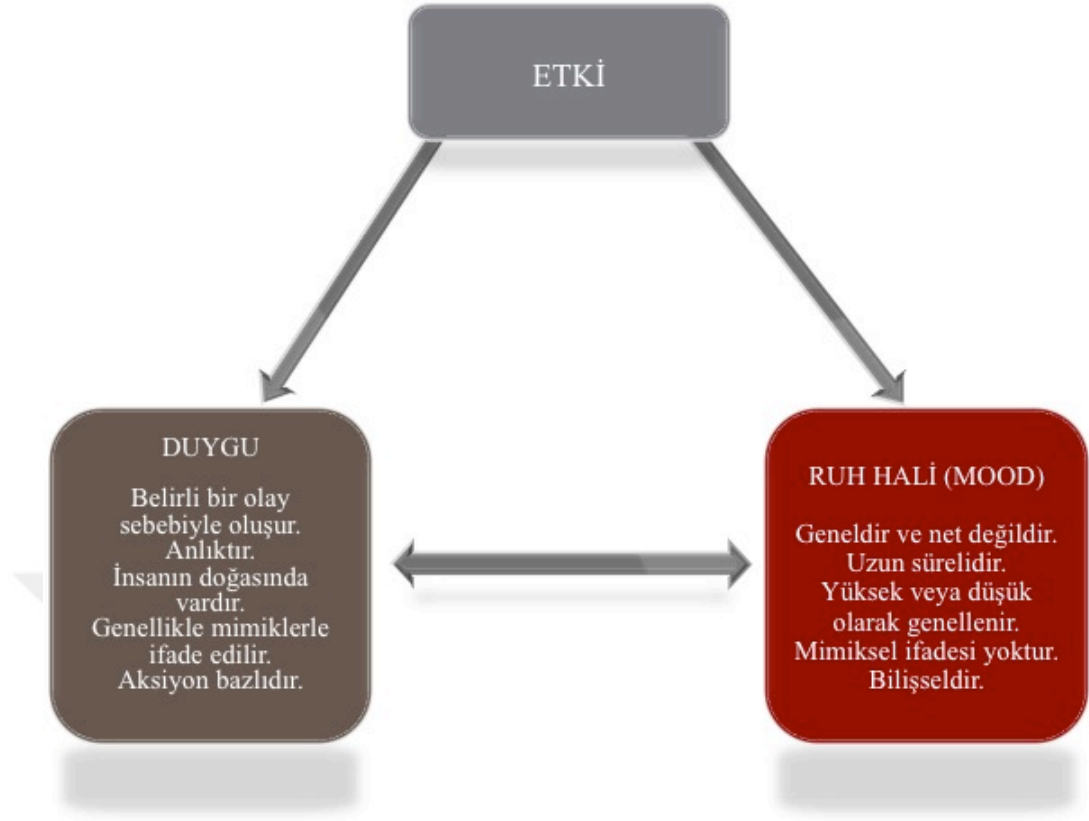 ETKİ
DUYGU
Belirli bir olay
sebebiyle oluşur.
Anlıktır.
İnsanın doğasında
vardır.
Genellikle mimiklerle
ifade edilir.
Aksiyon bazlıdır.
RUH HALİ (MOOD)
Geneldir ve net değildir.
Uzun sürelidir.
Yüksek veya düşük
olarak genellenir.
Mimiksel ifadesi yoktur.
Bilişseldir.